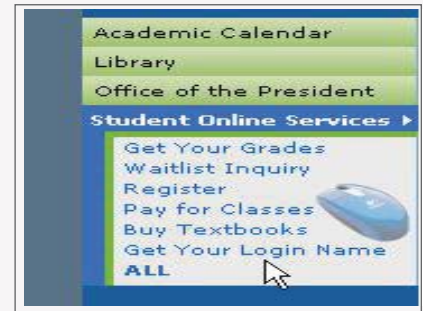 Academic Calendar
Library
Office of the President
Student Online Services
Get Your Grades
Waitlist Inquiry
Register
Pay for Classes
Buy Textbooks
Get Your Login Name
ALL